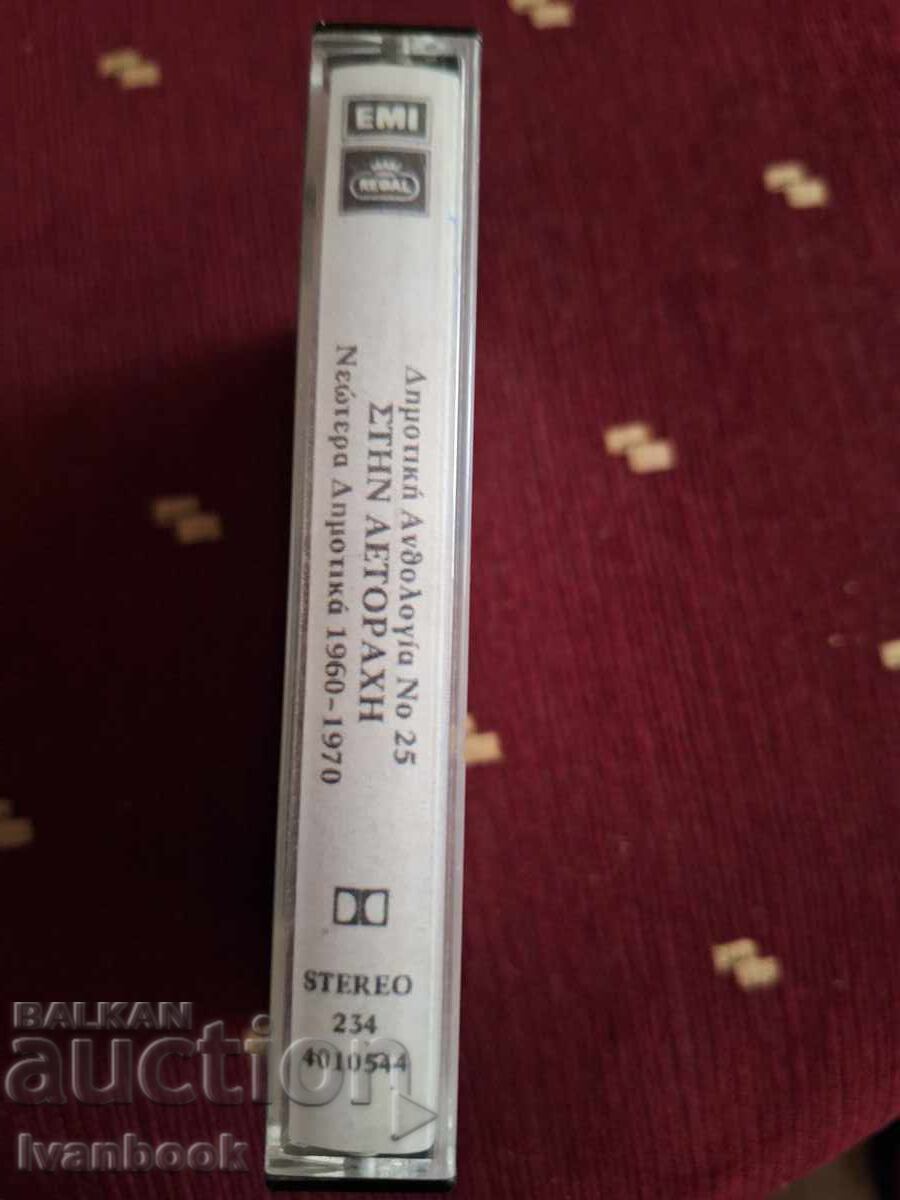 EMI
REGAL
Δημοτική Ανθολογία Νο 25
ΣΤΗΝ ΑΕΤΟΡΑΧΗ
Νεώτερα Δημοτικά 1960-1970
STEREO
234
4010544
BALKAN
auction
Ivanbook